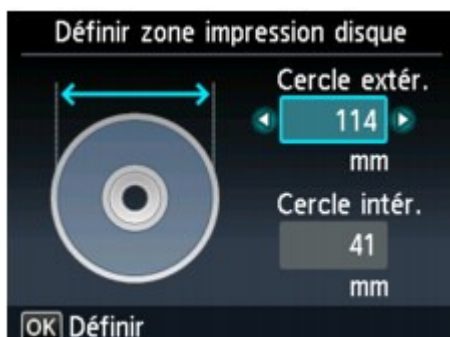 Définir zone impression disque
Cercle extér.
114
mm
Cercle intér.
41
mm
OK Définir